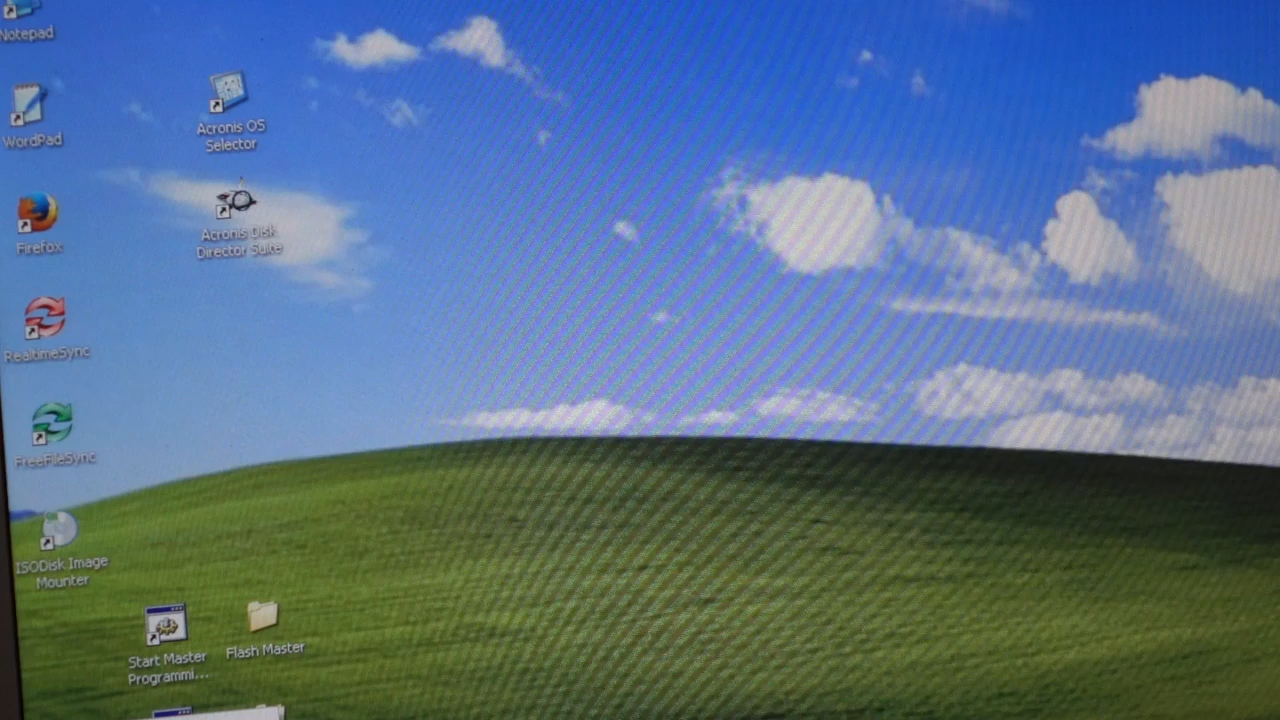 Notepad
WordPad
Firefox
RealtimeSync
FreeFileSync
ISODisk Image
Mounter
Acronis OS
Selector
Acronis Disk
Director Suite
Start Master
Programmi...
Flash Master